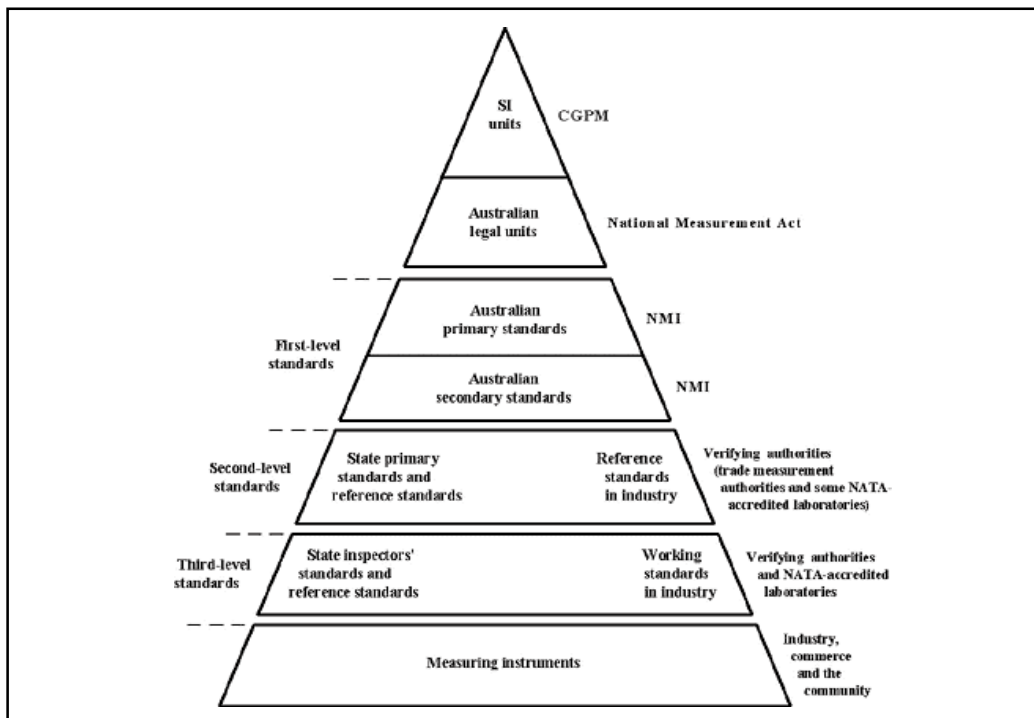 SI
units
CGPM
Australian
legal units
National Measurement Act
First-level
standards
Australian
primary standards
NMI
Australian
secondary standards
NMI
Second-level
standards
State primary
standards and
reference standards
Reference
standards
in industry
Verifying authorities
(trade measurement
authorities and some NATA-
accredited laboratories)
Third-level
standards
State inspectors'
standards and
reference standards
Working
standards
in industry
Verifying authorities
and NATA-accredited
laboratories
Measuring instruments
Industry,
commerce
and the
community